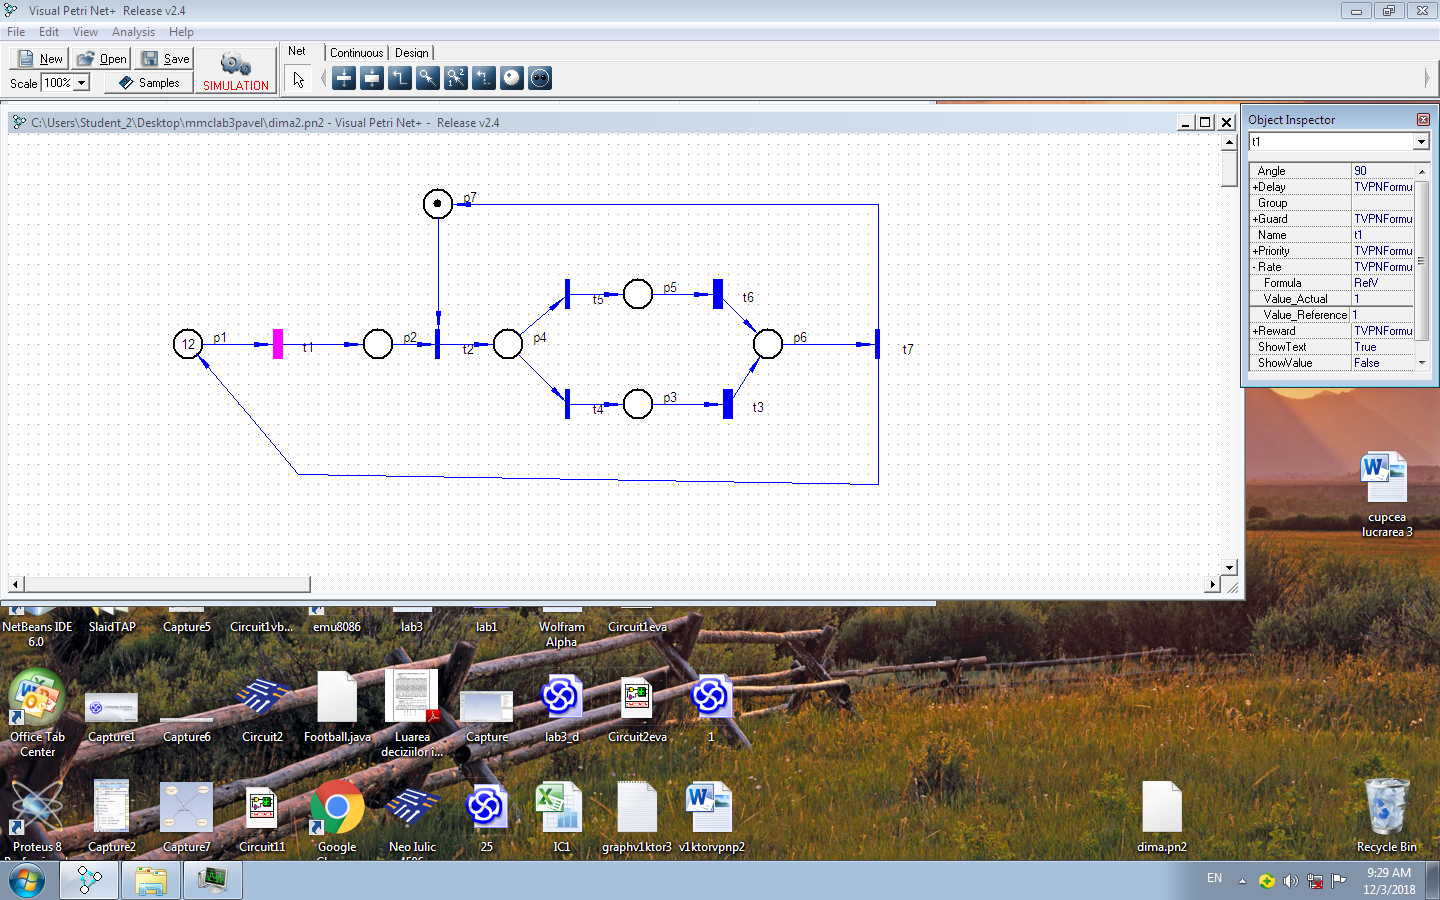 Visual Petri Net+ Release v2.4
File Edit View Analysis Help
New Open Save
Scale 100% Samples SIMULATION
Net Continuous Design
C:\Users\Student_2\Desktop\mmclab3pavel\dima2.pn2 - Visual Petri Net+ - Release v2.4
p7
p5
t5
t6
12
p1
t1
p2
t2
p4
p6
t7
p3
t4
t3
Object Inspector
t1
Angle 90
+Delay TVPNFormu
Group
+Guard TVPNFormu
Name t1
+Priority TVPNFormu
- Rate TVPNFormu
Formula RefV
Value_Actual 1
Value_Reference 1
+Reward TVPNFormu
ShowText True
ShowValue False
cupcea
lucrarea 3
NetBeans IDE
6.0
SlaidTAP
Capture5
Circuit1vb...
emu8086
lab3
lab1
Wolfram
Alpha
Circuit1eva
Office Tab
Center
Capture1
Capture6
Circuit2
Football.java
Luarea
deciziilor i...
Capture
lab3_d
Circuit2eva
1
Proteus 8
Capture2
Capture7
Circuit11
Google
Neo Iulic
25
IC1
graphv1ktor3
v1ktorvpnp2
dima.pn2
Recycle Bin
EN
9:29 AM
12/3/2018